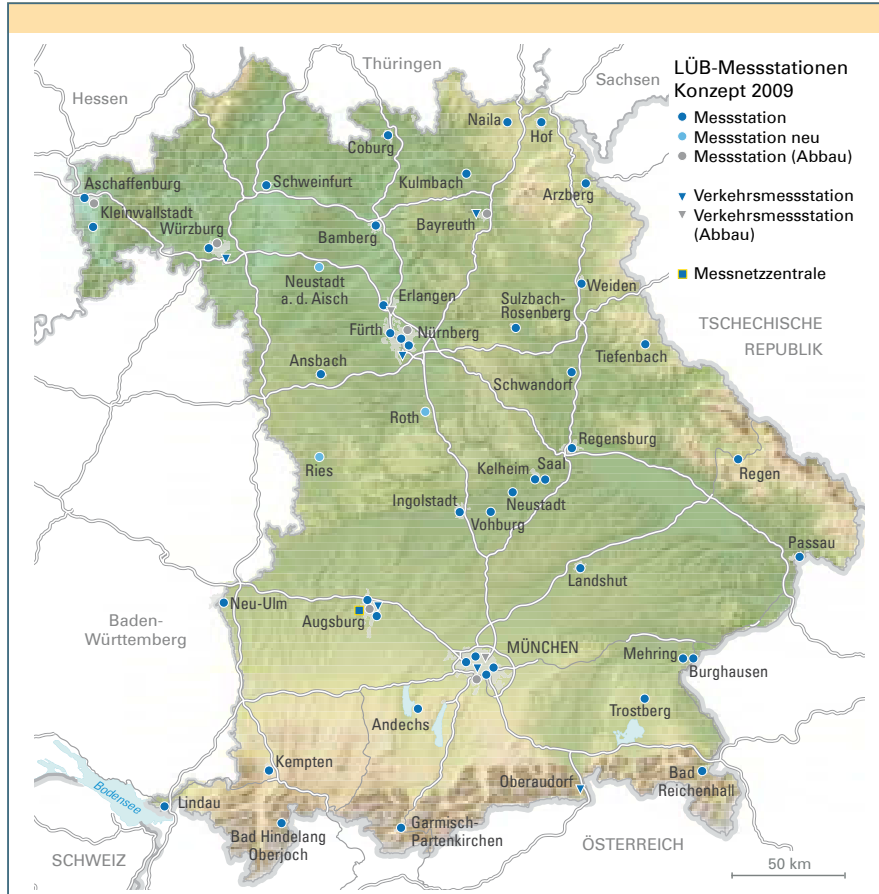 Thüringen
Sachsen
Hessen
LÜB-Messstationen
Konzept 2009
Messstation
Messstation neu
Messstation (Abbau)
Verkehrsmessstation
Verkehrsmessstation
(Abbau)
Messnetzzentrale
Naila
Hof
Coburg
Kulmbach
Aschaffenburg
Schweinfurt
Arzberg
Kleinwallstadt
Würzburg
Bamberg
Bayreuth
Neustadt
a. d. Aisch
Erlangen
Weiden
Sulzbach-
Rosenberg
Fürth
Nürnberg
TSCHECHISCHE
REPUBLIK
Tiefenbach
Ansbach
Schwandorf
Roth
Regensburg
Ries
Kelheim
Saal
Regen
Ingolstadt
Neustadt
Vohburg
Passau
Landshut
Neu-Ulm
Baden-
Württemberg
Augsburg
MÜNCHEN
Mehring
Burghausen
Andechs
Trostberg
Kempten
Oberaudorf
Bad
Reichenhall
Bodensee
Lindau
Bad Hindelang
Oberjoch
Garmisch-
Partenkirchen
ÖSTERREICH
SCHWEIZ
50 km